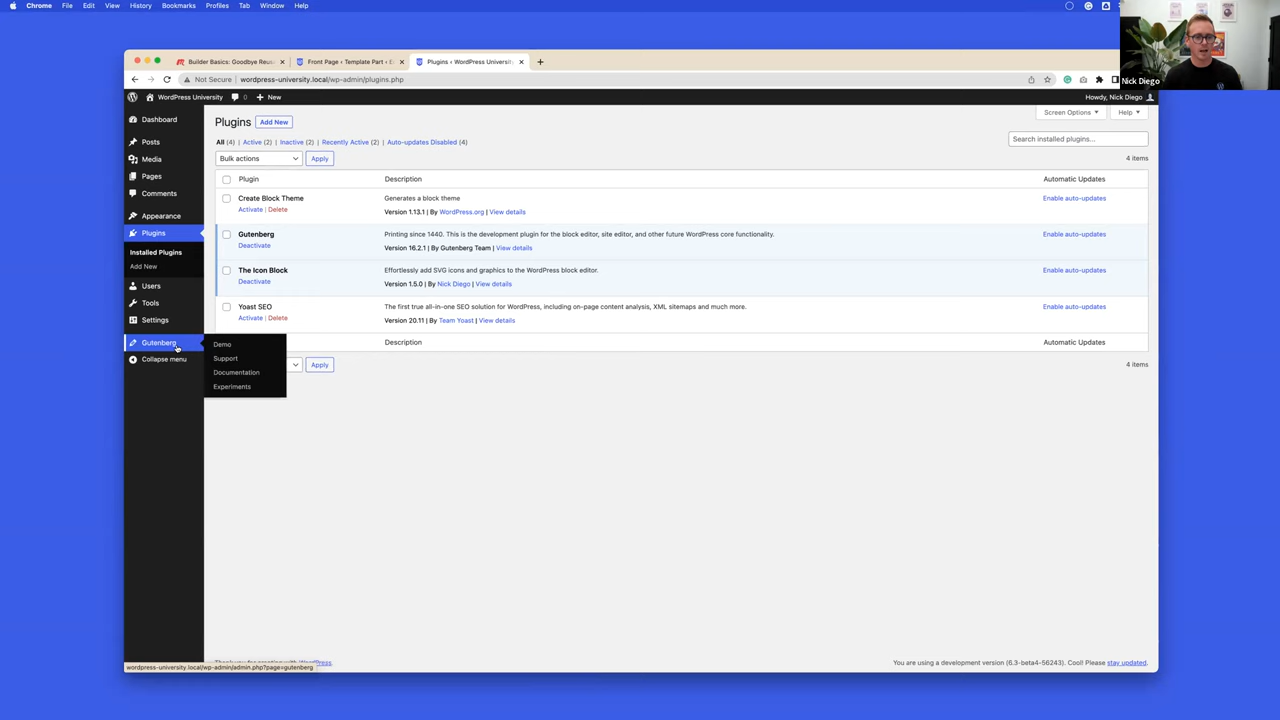 Chrome File Edit View History Bookmarks Profiles Tab Window Help
Nick Diego
Builder Basics: Goodbye Reus
Front Page ‹ Template Part ‹ E
Plugins ‹ WordPress Universit
Not Secure wordpress-university.local/wp-admin/plugins.php
WordPress University 0 New
Howdy, Nick Diego
Dashboard
Posts
Media
Pages
Comments
Appearance
Plugins
Installed Plugins
Add New
Users
Tools
Settings
Gutenberg
Collapse menu
Demo
Support
Documentation
Experiments
Screen Options Help
Plugins Add New
All (4) | Active (2) | Inactive (2) | Recently Active (2) | Auto-updates Disabled (4)
Search installed plugins...
Bulk actions Apply
4 items
Plugin Description Automatic Updates
Create Block Theme Generates a block theme Enable auto-updates
Activate | Delete Version 1.13.1 | By WordPress.org | View details
Gutenberg Printing since 1440. This is the development plugin for the block editor, site editor, and other future WordPress core functionality. Enable auto-updates
Deactivate Version 16.2.1 | By Gutenberg Team | View details
The Icon Block Effortlessly add SVG icons and graphics to the WordPress block editor. Enable auto-updates
Deactivate Version 1.5.0 | By Nick Diego | View details
Yoast SEO The first true all-in-one SEO solution for WordPress, including on-page content analysis, XML sitemaps and much more. Enable auto-updates
Activate | Delete Version 20.11 | By Team Yoast | View details
Description Automatic Updates
Apply 4 items
wordpress-university.local/wp-admin/admin.php?page=gutenberg
You are using a development version (6.3-beta4-56243). Cool! Please stay updated.